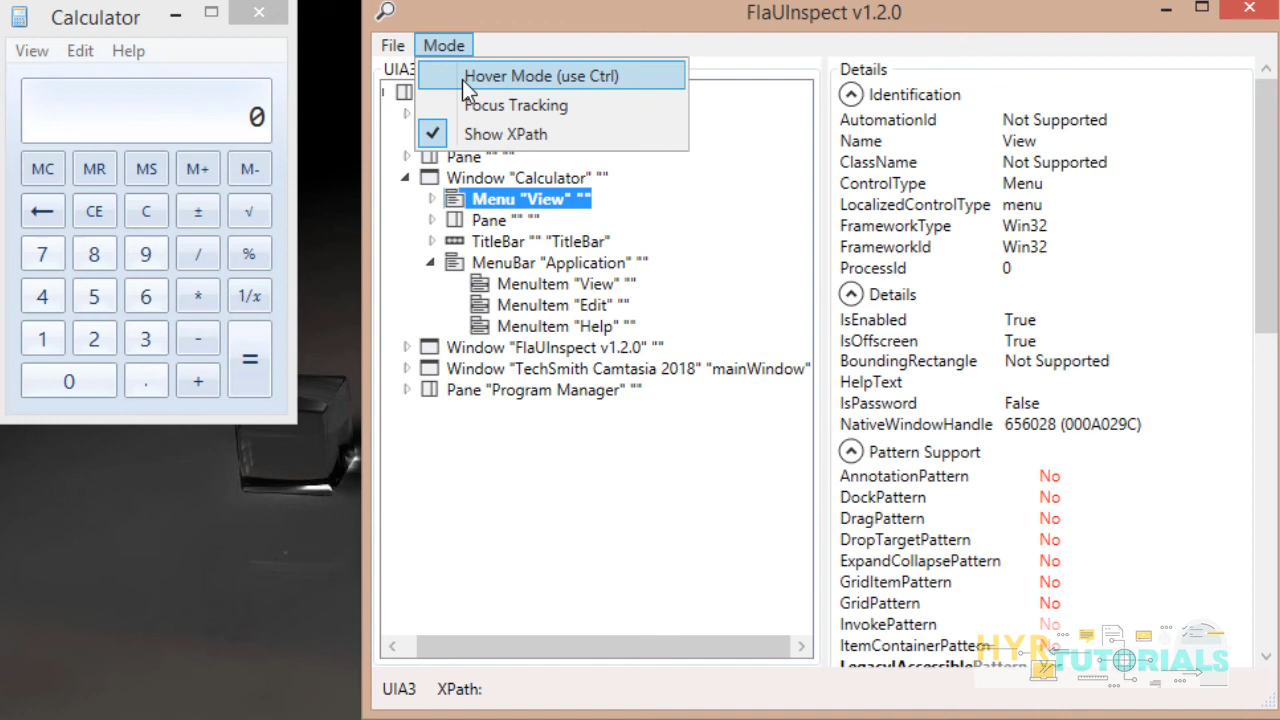 Calculator
View Edit Help
0
MC MR MS M+ M-
← CE C ± √
7 8 9 / %
4 5 6 * 1/x
1 2 3 - =
0 . +
FlaUInspect v1.2.0
File Mode
UIA3
Hover Mode (use Ctrl)
Focus Tracking
Show XPath
Pane "" ""
Window "Calculator" ""
Menu "View" ""
Pane "" ""
TitleBar "" "TitleBar"
MenuBar "Application" ""
MenuItem "View" ""
MenuItem "Edit" ""
MenuItem "Help" ""
Window "FlaUInspect v1.2.0" ""
Window "TechSmith Camtasia 2018" "mainWindow"
Pane "Program Manager" ""
Details
Identification
AutomationId Not Supported
Name View
ClassName Not Supported
ControlType Menu
LocalizedControlType menu
FrameworkType Win32
FrameworkId Win32
ProcessId 0
Details
IsEnabled True
IsOffscreen True
BoundingRectangle Not Supported
HelpText
IsPassword False
NativeWindowHandle 656028 (000A029C)
Pattern Support
AnnotationPattern No
DockPattern No
DragPattern No
DropTargetPattern No
ExpandCollapsePattern No
GridItemPattern No
GridPattern No
InvokePattern No
ItemContainerPattern No
LegacyIAccessiblePattern
HYR TUTORIALS
UIA3 XPath: